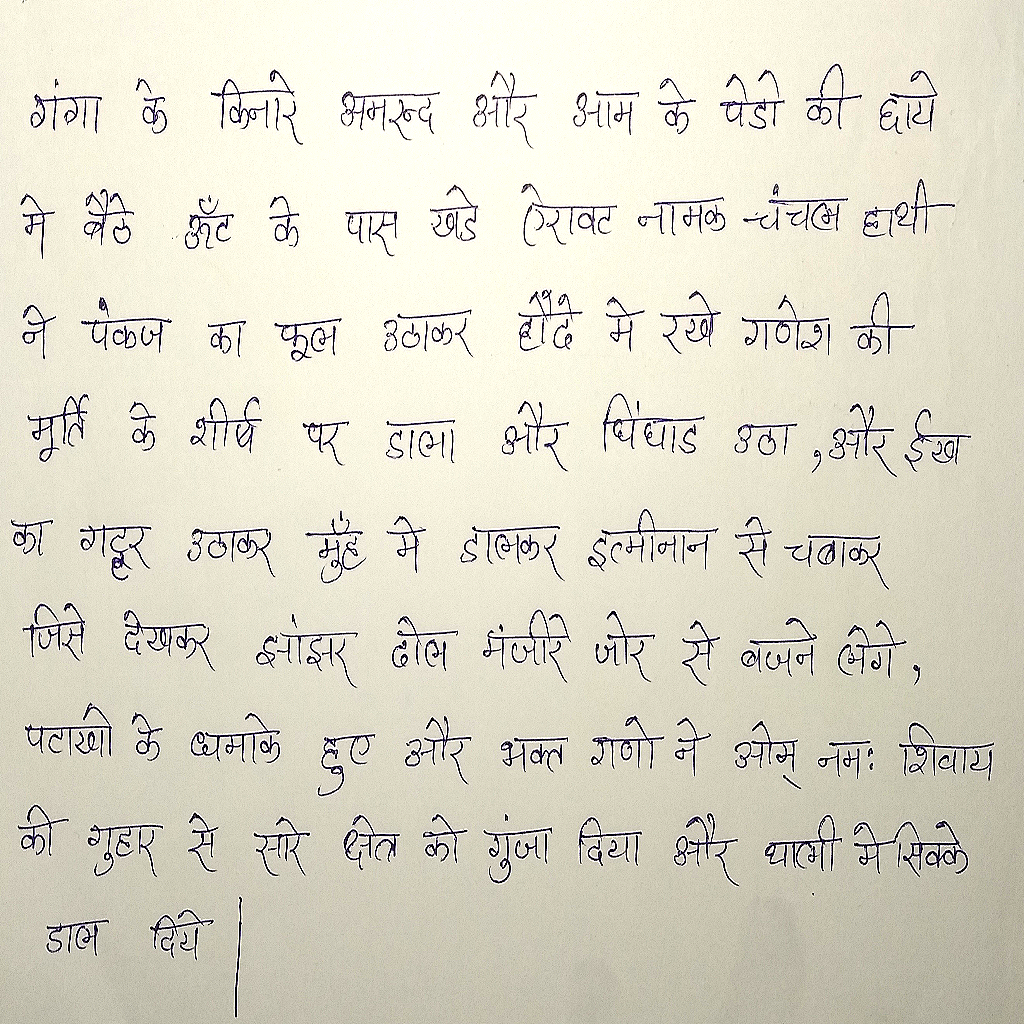 गंगा के किनारे अमरुद और आम के पेडो की छाये
मे बैठे ऊँट के पास खडे ऐरावट नामक चंचल हाथी
ने पंकज का फूल उठाकर हौदे मे रखे गणेश की
मूर्ति के शीर्ष पर डाला और चिंघाड उठा , और ईख
का गट्ठर उठाकर मुँह मे डालकर इत्मीनान से चबाकर
जिसे देखकर झांझर ढोल मंजीरे जोर से बजने लगे ,
पटाखो के धमाके हुए और भक्त गणो ने ओम् नमः शिवाय
की गुहार से सारे क्षेत्र को गुंजा दिया और थाली मे सिक्के
डाल दिये |